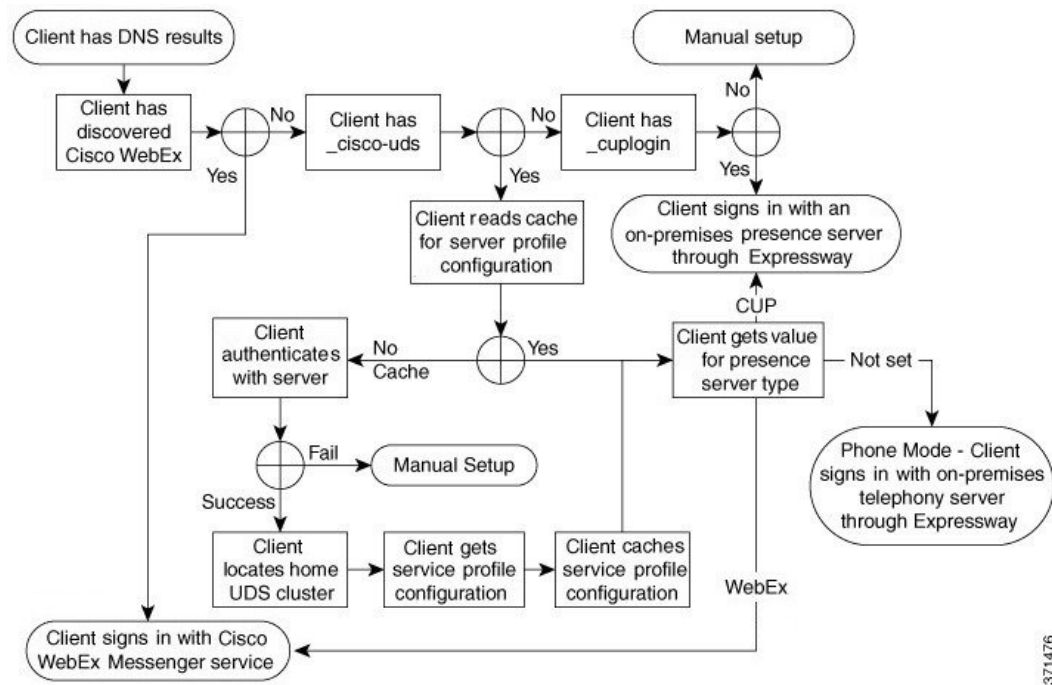 Client has DNS results
Manual setup
No
Client has
discovered
Cisco WebEx
No
Client has
_cisco-uds
No
Client has
_cuplogin
Yes
Yes
Yes
Client reads cache
for server profile
configuration
Client signs in with an
on-premises presence server
through Expressway
CUP
Client
authenticates
with server
No
Cache
Yes
Client gets value
for presence
server type
Not set
Fail
Manual Setup
Success
Phone Mode - Client
signs in with on-premises
telephony server
through Expressway
Client
locates home
UDS cluster
Client gets
service profile
configuration
Client caches
service profile
configuration
WebEx
Client signs in with Cisco
WebEx Messenger service
371476